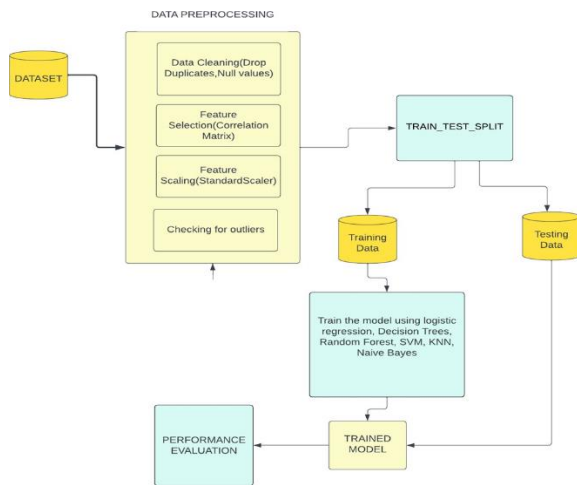 DATA PREPROCESSING
DATASET
Data Cleaning(Drop
Duplicates,Null values)
Feature
Selection(Correlation
Matrix)
Feature
Scaling(StandardScaler)
Checking for outliers
TRAIN_TEST_SPLIT
Training
Data
Testing
Data
Train the model using logistic
regression, Decision Trees,
Random Forest, SVM, KNN,
Naive Bayes
PERFORMANCE
EVALUATION
TRAINED
MODEL